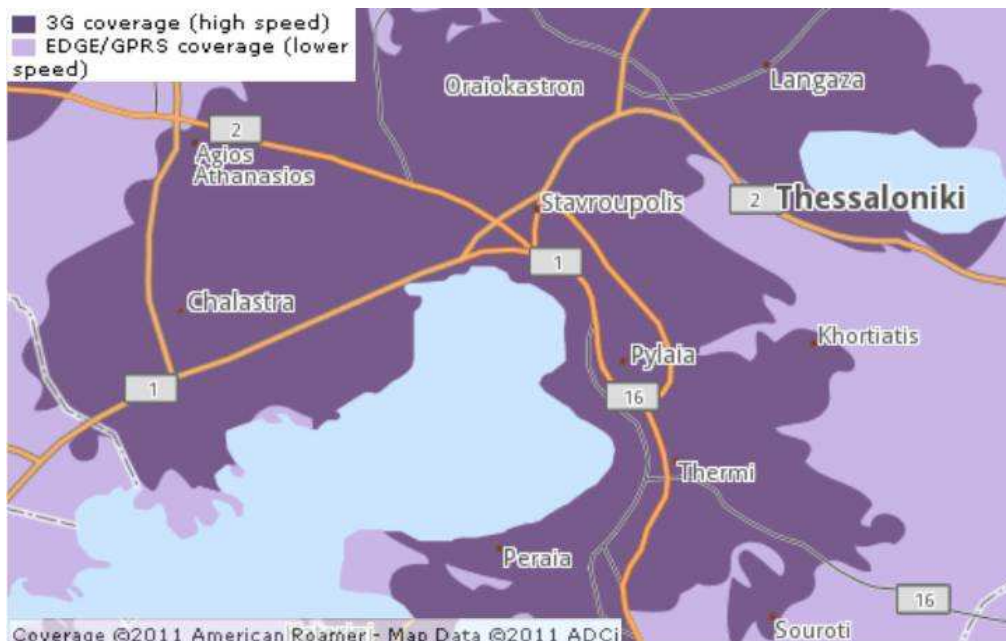 3G coverage (high speed)
EDGE/GPRS coverage (lower
speed)
Oraiokastron
Langaza
2
Agios
Athanasios
2
Thessaloniki
Stavroupolis
1
Chalastra
Khortiatis
Pylaia
1
16
Thermi
Peraia
16
Souroti
Coverage ©2011 American Roamer - Map Data ©2011 ADCi